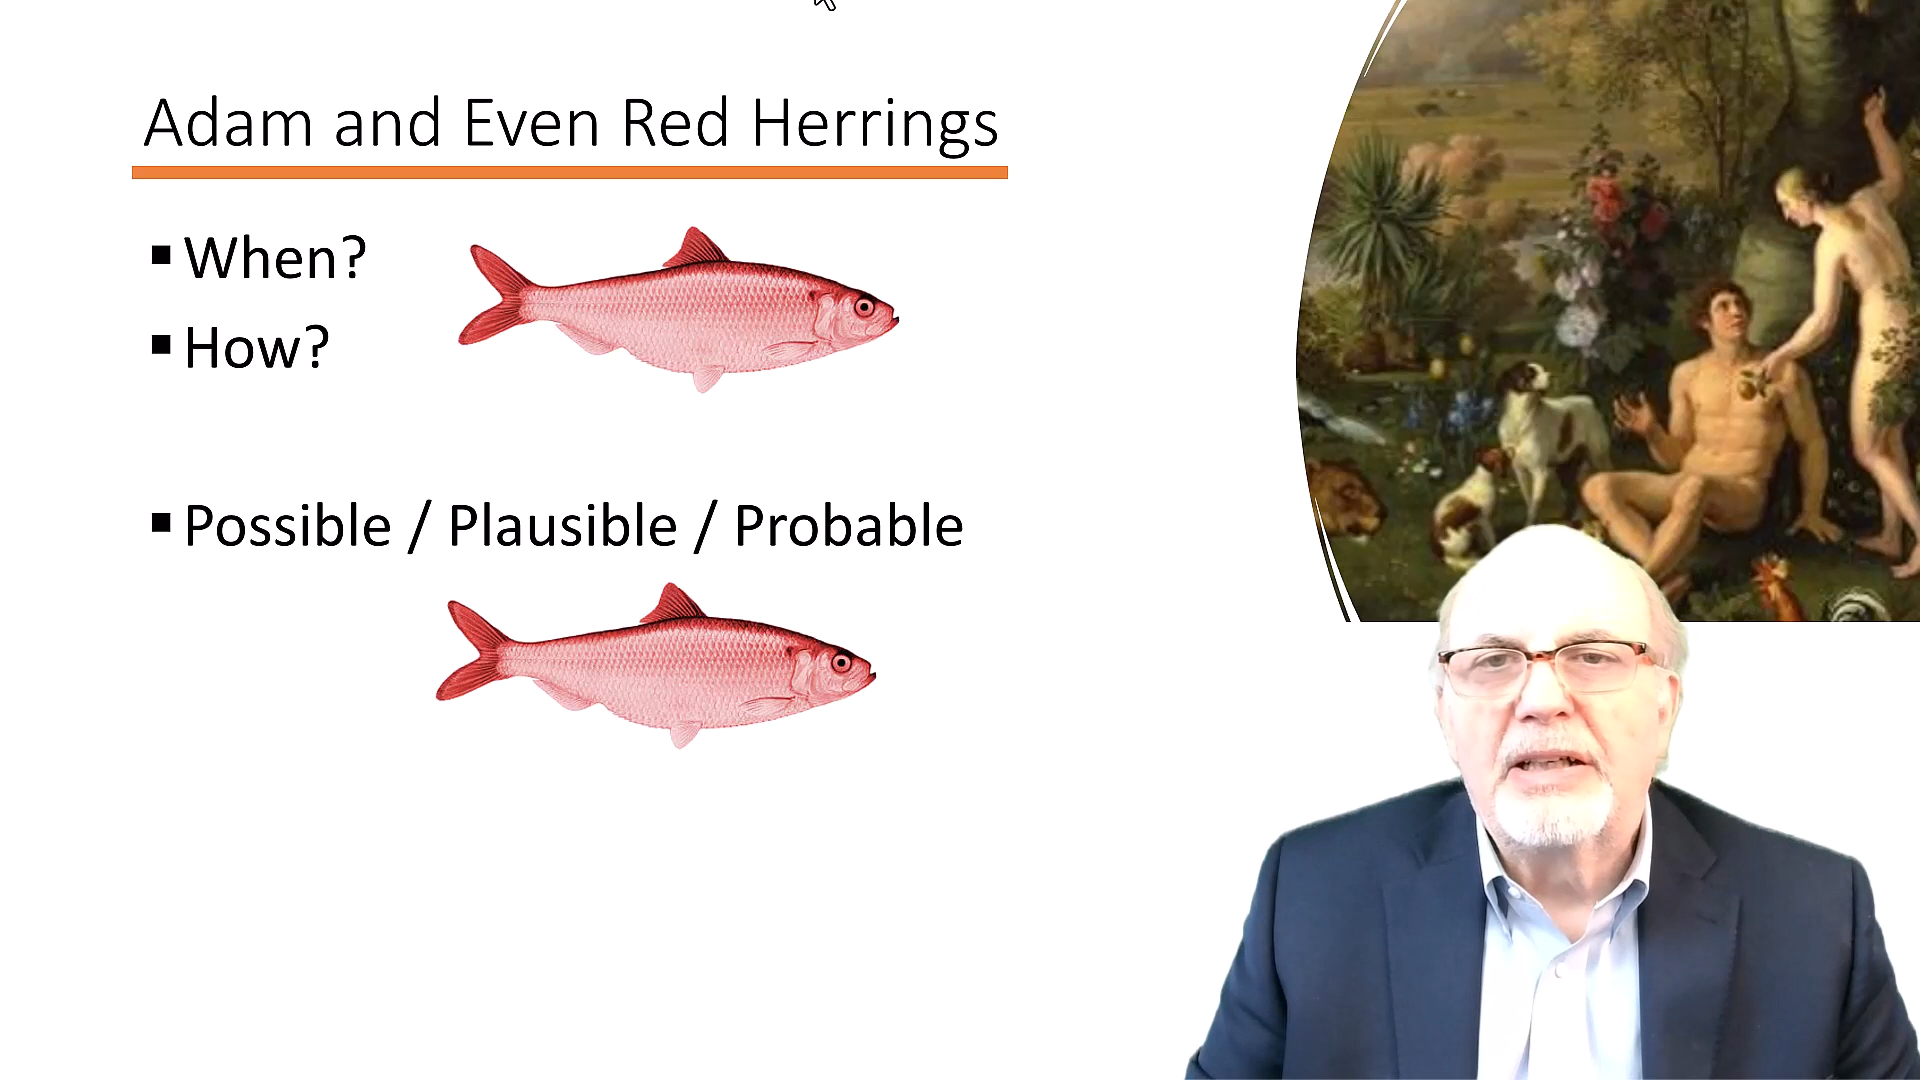 Adam and Even Red Herrings
▪ When?
▪ How?
▪ Possible / Plausible / Probable